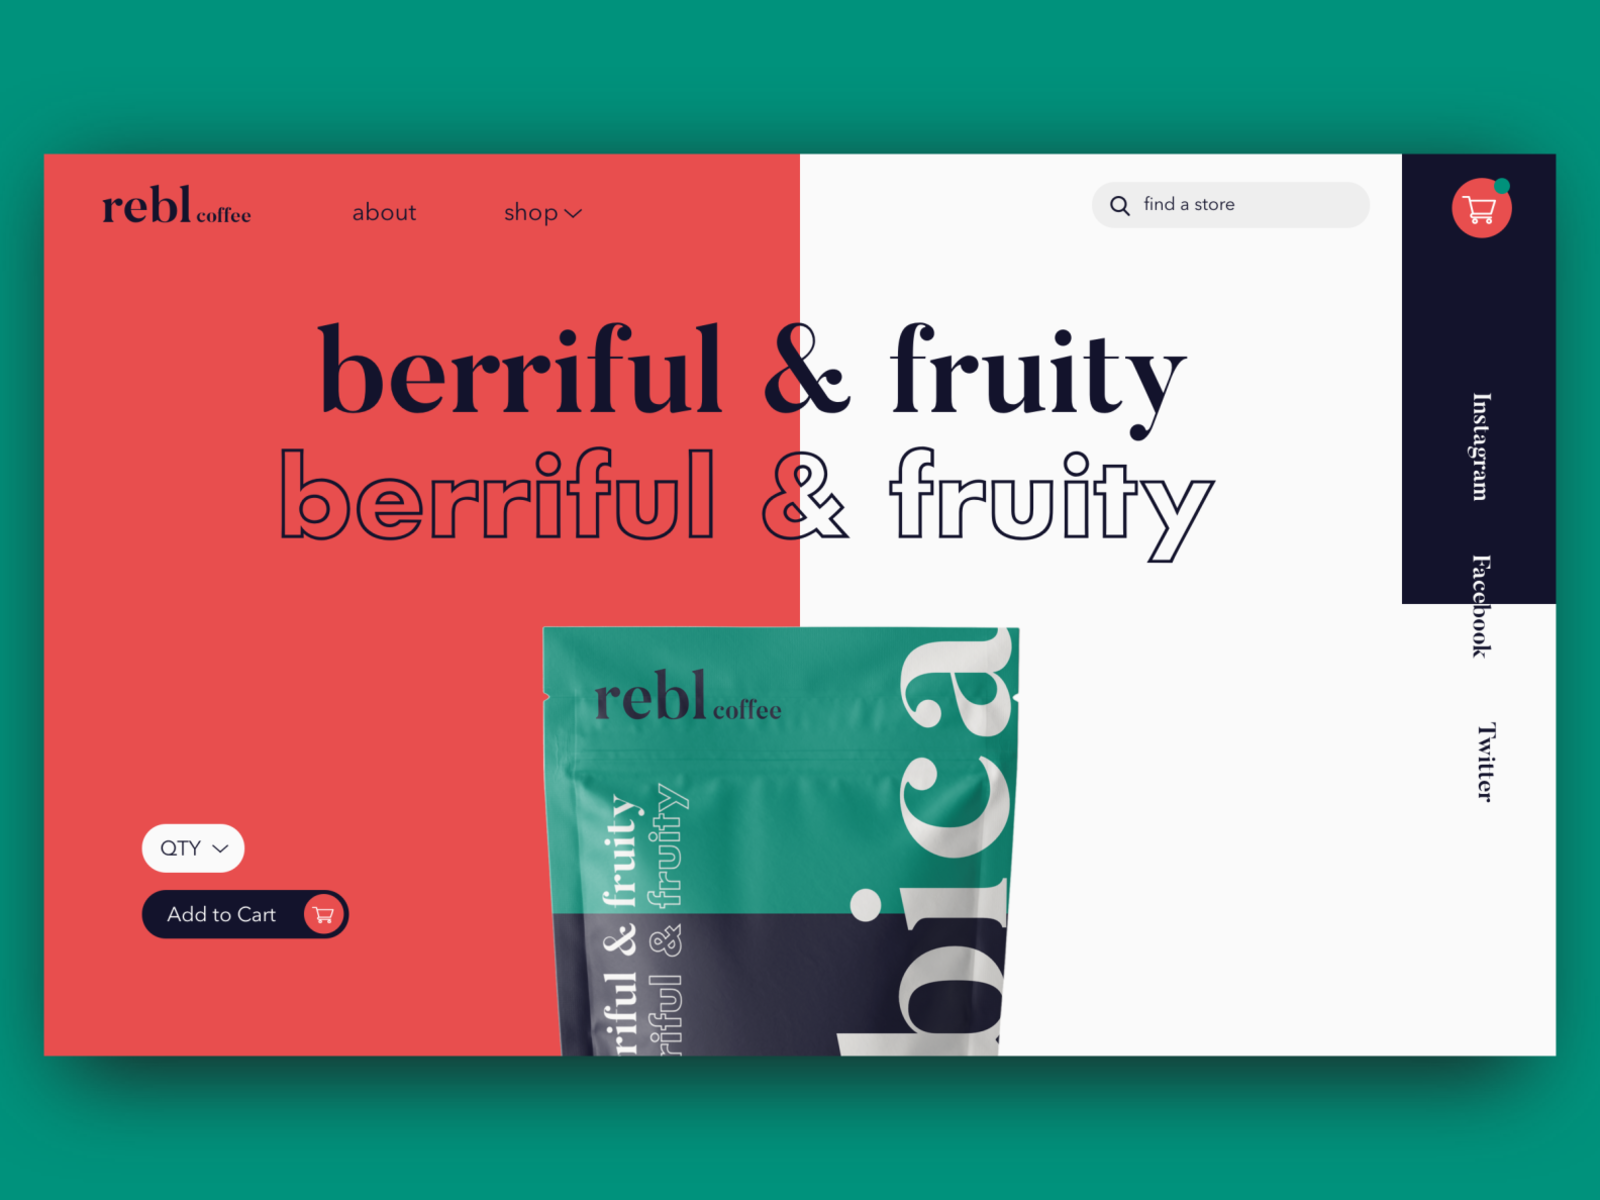 rebl coffee
about
shop
find a store
berriful & fruity
berriful & fruity
Instagram
Facebook
Twitter
rebl coffee
bica
riful & fruity
riful & fruity
QTY
Add to Cart